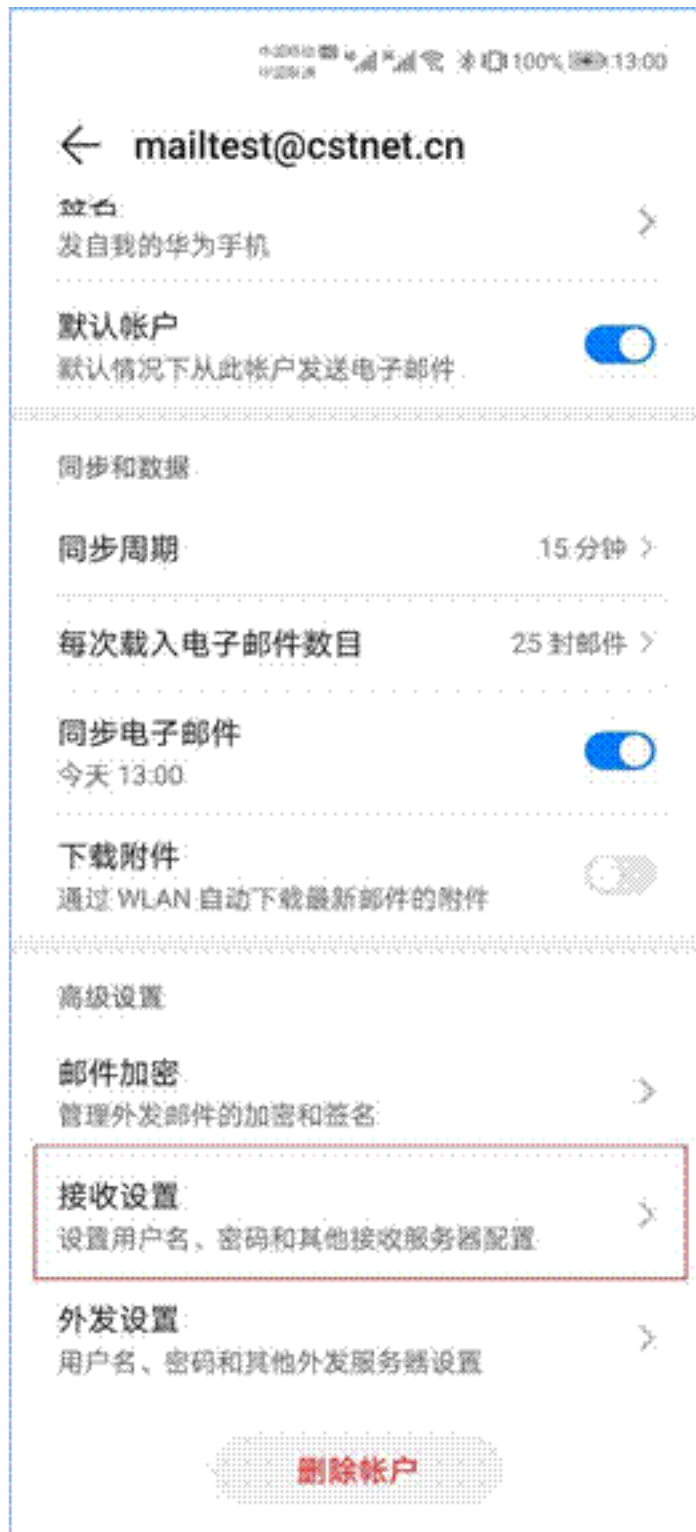 100% 13:00
mailtest@cstnet.cn
签名
发自我的华为手机
默认帐户
默认情况下从此帐户发送电子邮件
同步和数据
同步周期
15 分钟
每次载入电子邮件数目
25 封邮件
同步电子邮件
今天 13:00
下载附件
通过 WLAN 自动下载最新邮件的附件
高级设置
邮件加密
管理外发邮件的加密和签名
接收设置
设置用户名、密码和其他接收服务器配置
外发设置
用户名、密码和其他外发服务器设置
删除帐户